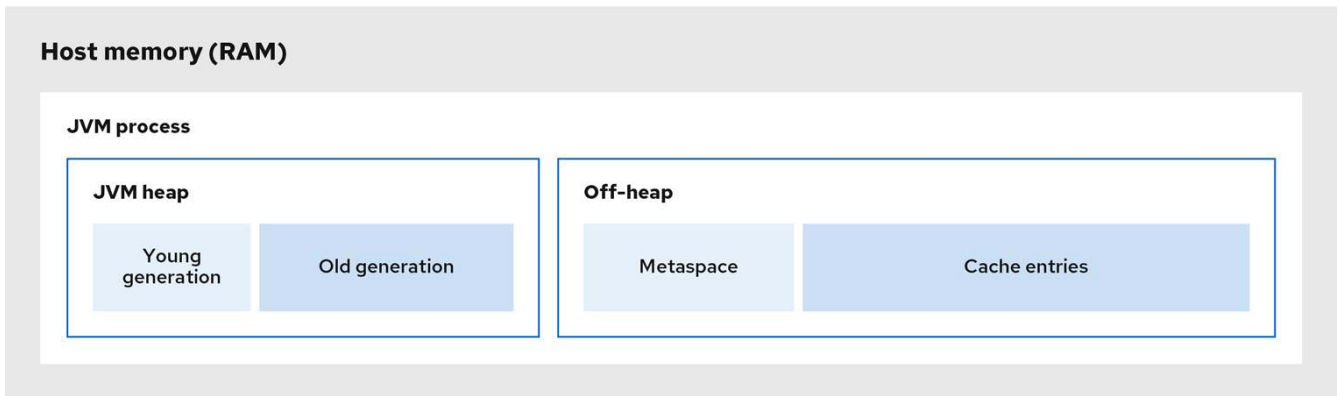 Host memory (RAM)
JVM process
JVM heap
Young
generation
Old generation
Off-heap
Metaspace
Cache entries